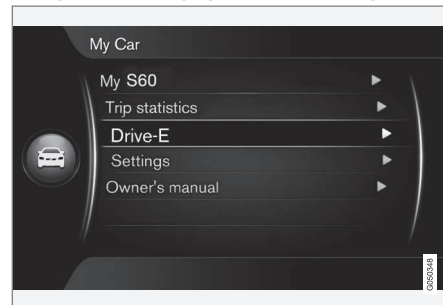 My Car
My S60
Trip statistics
Drive-E
Settings
Owner's manual
G050348